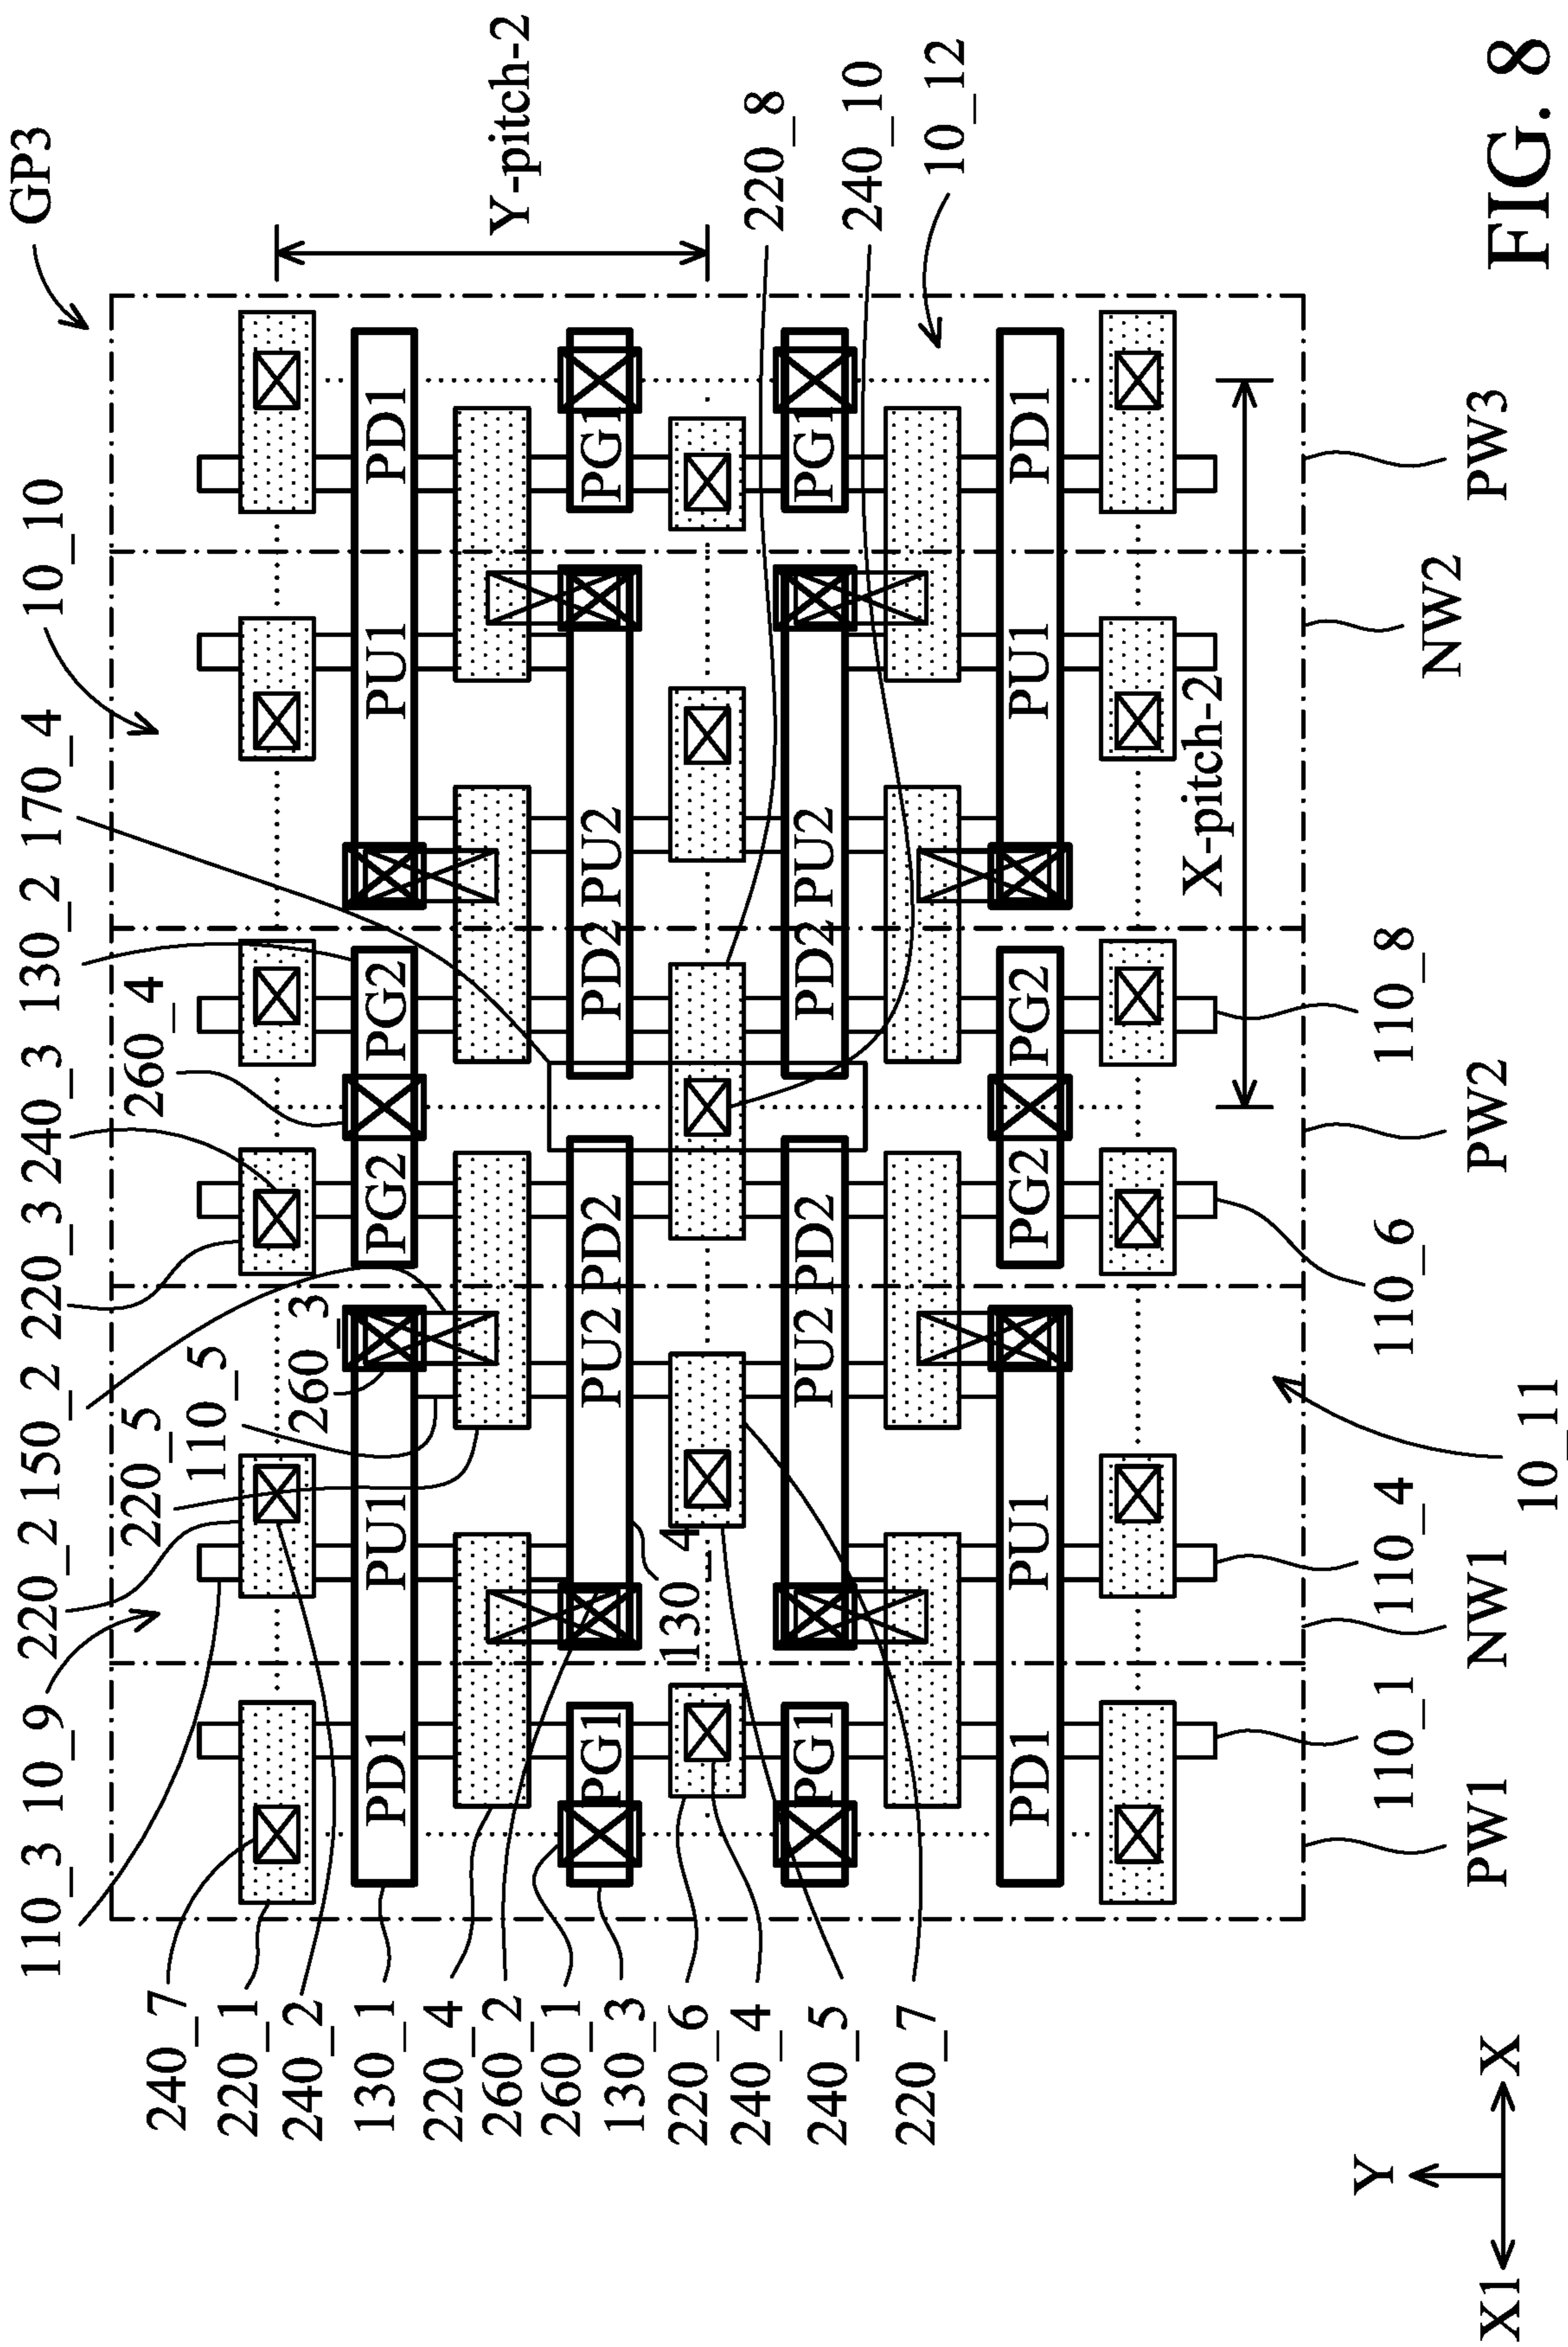 GP3
10_10
170_4
130_2
260_4
240_3
220_3
150_2
260_3
110_5
220_5
220_2
10_9
110_3
Y-pitch-2
220_8
240_10
10_12
240_7
220_1
240_2
130_1
220_4
260_2
260_1
130_3
220_6
240_4
240_5
220_7
130_4
PD1 PU1 PG2 PG2 PU1 PD1
PG1 PU2 PD2 PD2 PU2 PG1
PG1 PU2 PD2 PD2 PU2 PG1
PD1 PU1 PG2 PG2 PU1 PD1
X-pitch-2
110_1
110_4
110_6
110_8
PW1
NW1
10_11
PW2
NW2
PW3
X1
Y
X
FIG. 8